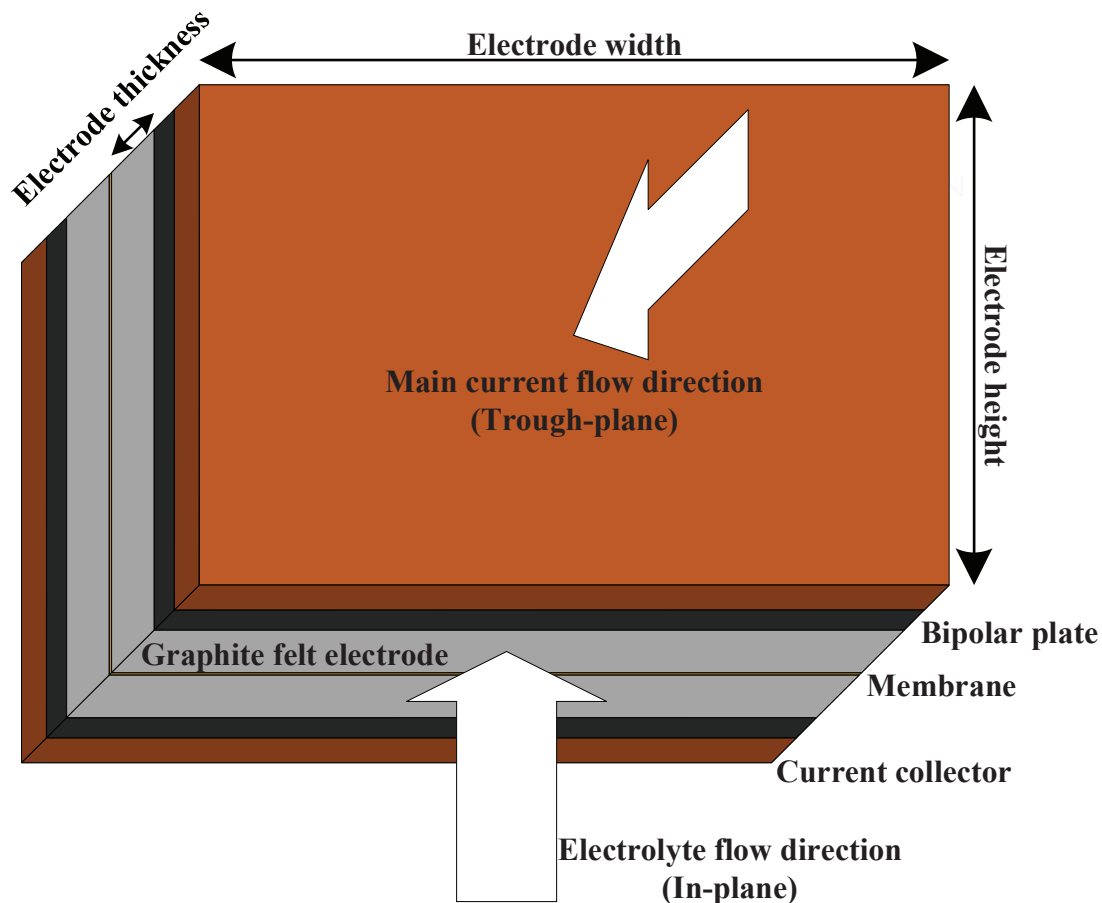 Electrode width
Electrode thickness
Electrode height
Main current flow direction
(Trough-plane)
Bipolar plate
Graphite felt electrode
Membrane
Current collector
Electrolyte flow direction
(In-plane)